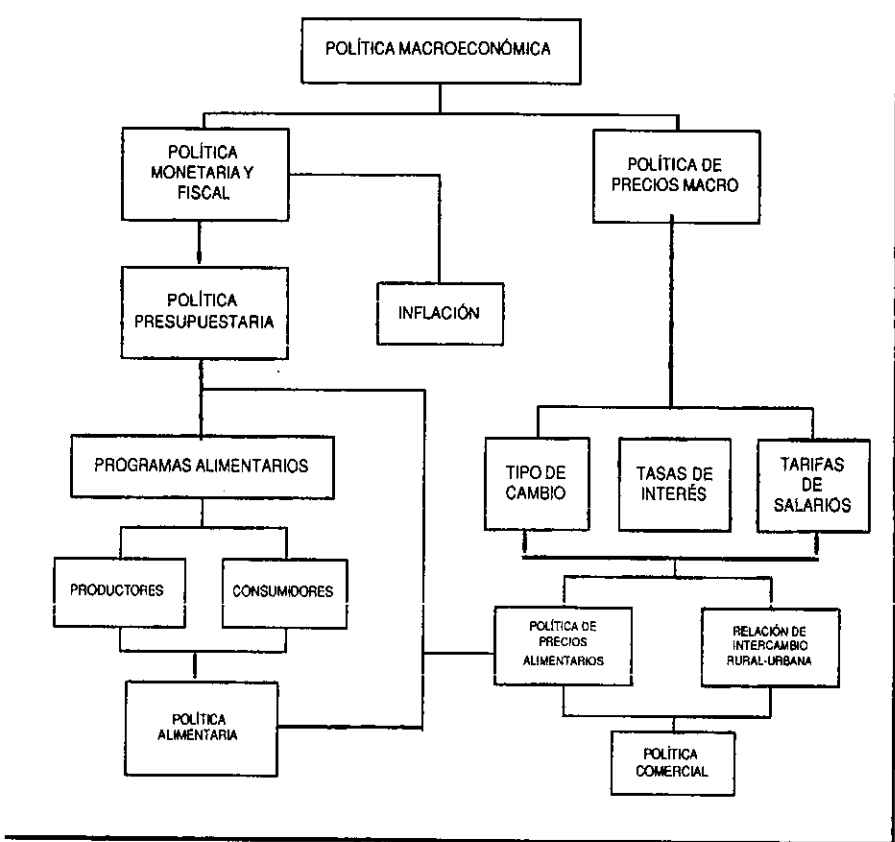 POLÍTICA MACROECONÓMICA
POLÍTICA
MONETARIA Y
FISCAL
POLÍTICA DE
PRECIOS MACRO
POLÍTICA
PRESUPUESTARIA
INFLACIÓN
PROGRAMAS ALIMENTARIOS
TIPO DE
CAMBIO
TASAS DE
INTERÉS
TARIFAS
DE
SALARIOS
PRODUCTORES
CONSUMIDORES
POLÍTICA DE
PRECIOS
ALIMENTARIOS
RELACIÓN DE
INTERCAMBIO
RURAL-URBANA
POLÍTICA
ALIMENTARIA
POLÍTICA
COMERCIAL